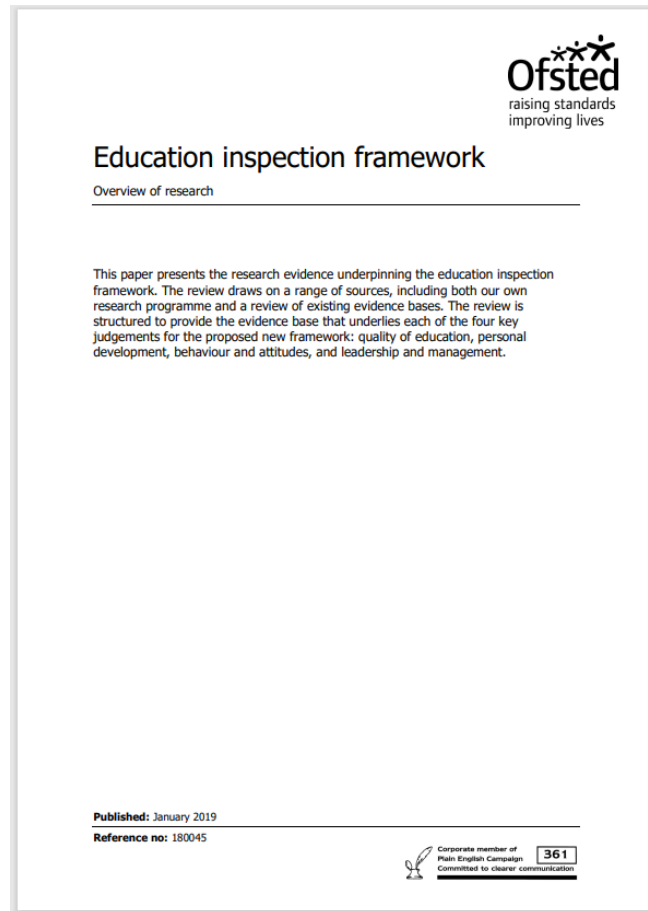 Ofsted
raising standards
improving lives
Education inspection framework
Overview of research
This paper presents the research evidence underpinning the education inspection
framework. The review draws on a range of sources, including both our own
research programme and a review of existing evidence bases. The review is
structured to provide the evidence base that underlies each of the four key
judgements for the proposed new framework: quality of education, personal
development, behaviour and attitudes, and leadership and management.
Published: January 2019
Reference no: 180045
Corporate member of
Plain English Campaign
Committed to clearer communication
361